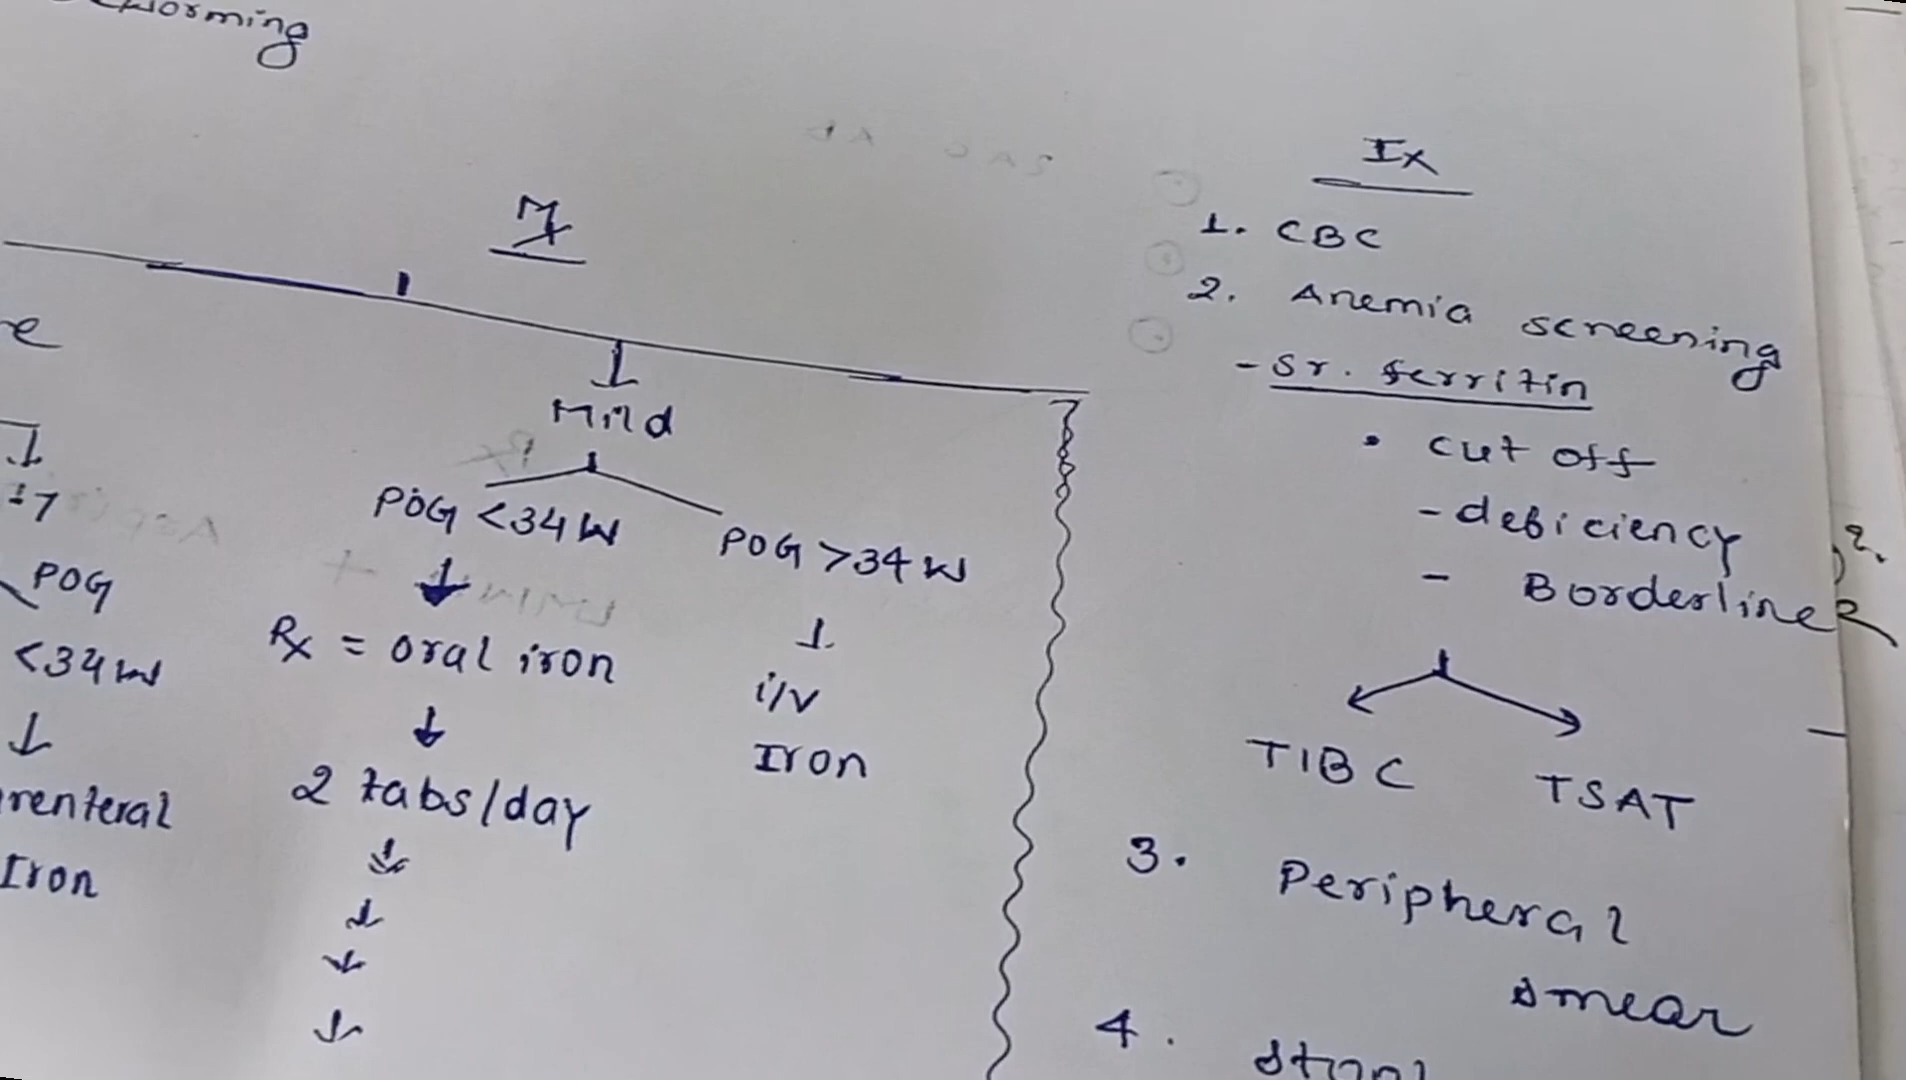 Mx
Mild
POG <34W
POG >34W
Rx = oral iron
i/v
Iron
2 tabs/day
POG
<34W
Iron
Ix
1. CBC
2. Anemia screening
- Sr. ferritin
• cut off
- deficiency
- Borderline
TIBC
TSAT
3. Peripheral
smear
4.